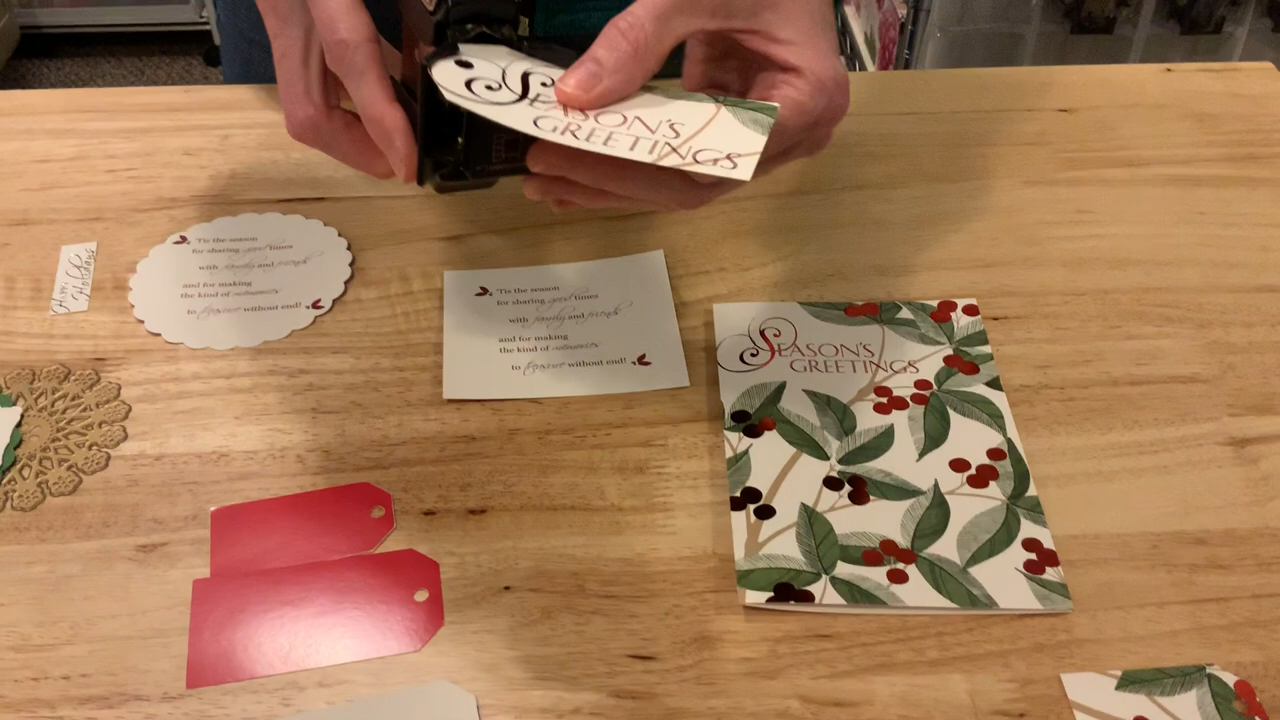 SEASON'S
GREETINGS
'Tis the season
for sharing good times
with family and friends
and for making
the kind of memories
to treasure without end!
Happy
Holidays
'Tis the season
for sharing good times
with family and friends
and for making
the kind of memories
to treasure without end!
SEASON'S
GREETINGS